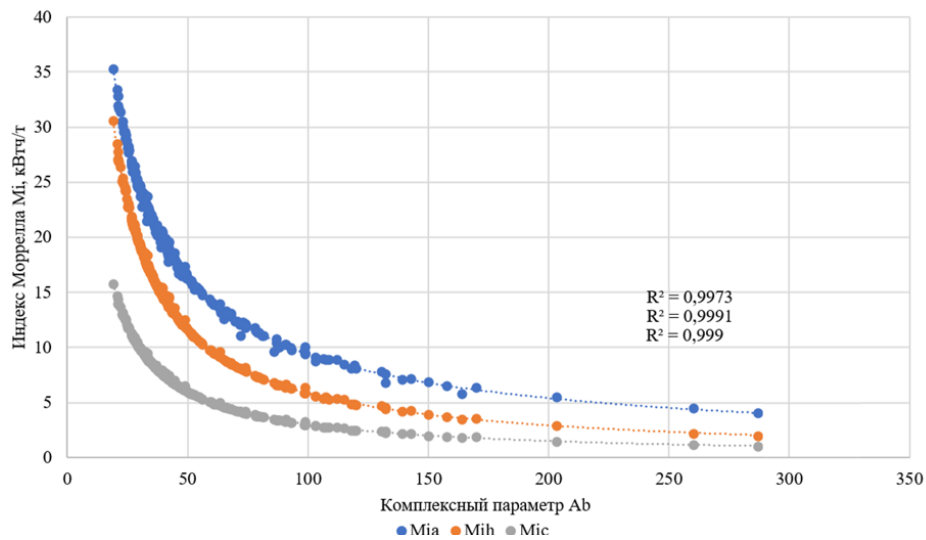 40
35
30
25
20
15
10
5
0
Индекс Моррелла Mi, кВтч/т
R² = 0,9973
R² = 0,9991
R² = 0,999
0 50 100 150 200 250 300 350
Комплексный параметр Ab
Mia Mih Mic